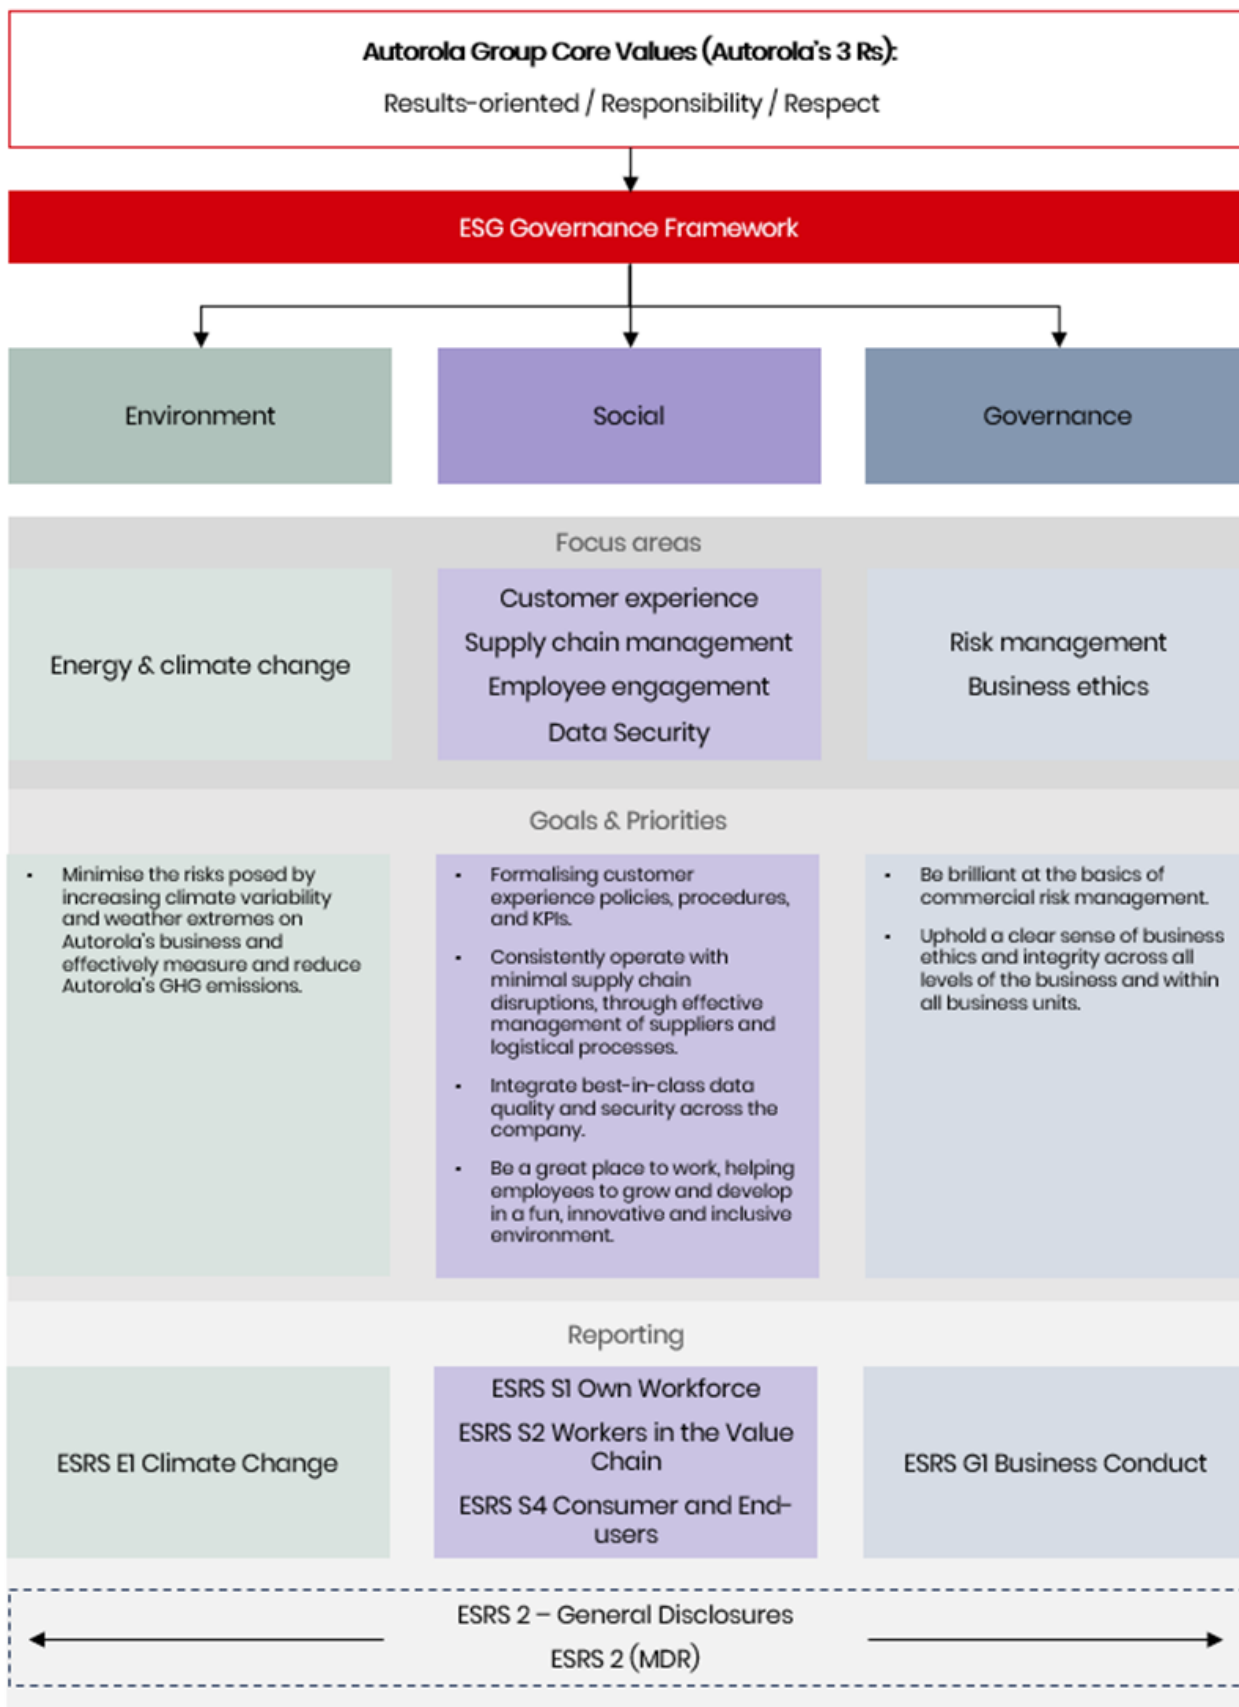 Autorola Group Core Values (Autorola's 3 Rs):
Results-oriented / Responsibility / Respect
ESG Governance Framework
Environment
Social
Governance
Focus areas
Energy & climate change
Customer experience
Supply chain management
Employee engagement
Data Security
Risk management
Business ethics
Goals & Priorities
▪ Minimise the risks posed by
increasing climate variability
and weather extremes on
Autorola's business and
effectively measure and reduce
Autorola's GHG emissions.
▪ Formalising customer
experience policies, procedures,
and KPIs.
▪ Consistently operate with
minimal supply chain
disruptions, through effective
management of suppliers and
logistical processes.
▪ Integrate best-in-class data
quality and security across the
company.
▪ Be a great place to work, helping
employees to grow and develop
in a fun, innovative and inclusive
environment.
▪ Be brilliant at the basics of
commercial risk management.
▪ Uphold a clear sense of business
ethics and integrity across all
levels of the business and within
all business units.
Reporting
ESRS E1 Climate Change
ESRS S1 Own Workforce
ESRS S2 Workers in the Value
Chain
ESRS S4 Consumer and End-
users
ESRS G1 Business Conduct
ESRS 2 – General Disclosures
ESRS 2 (MDR)